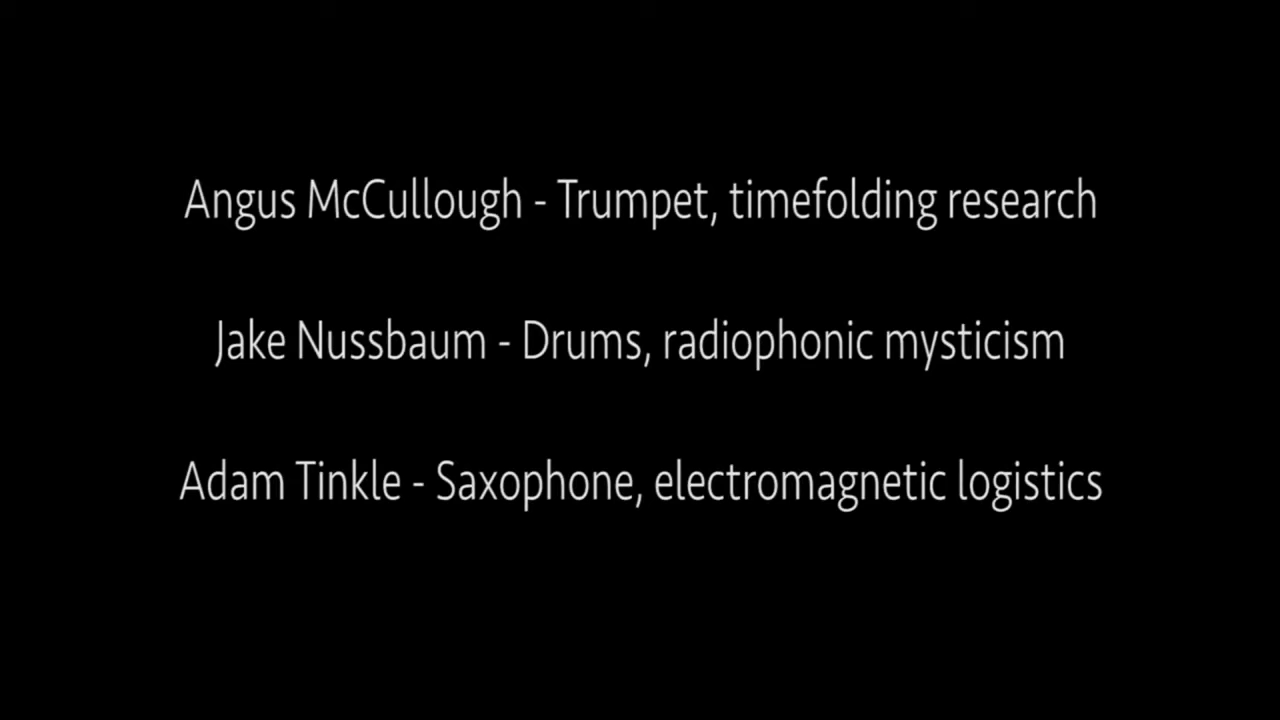 Angus McCullough - Trumpet, timefolding research
Jake Nussbaum - Drums, radiophonic mysticism
Adam Tinkle - Saxophone, electromagnetic logistics